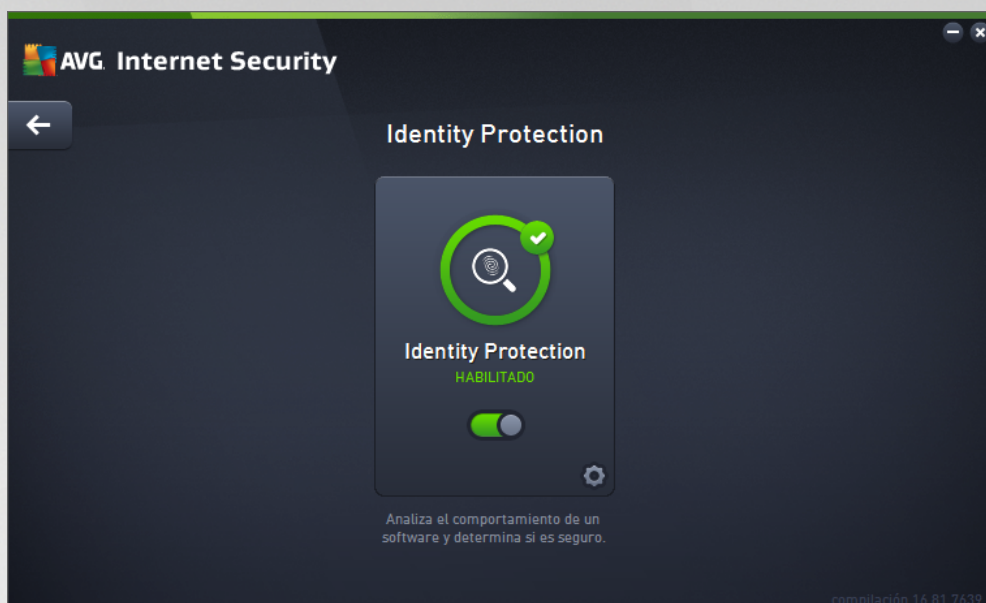 AVG. Internet Security
Identity Protection
Identity Protection
HABILITADO
Analiza el comportamiento de un
software y determina si es seguro.
compilación 16.81.7639